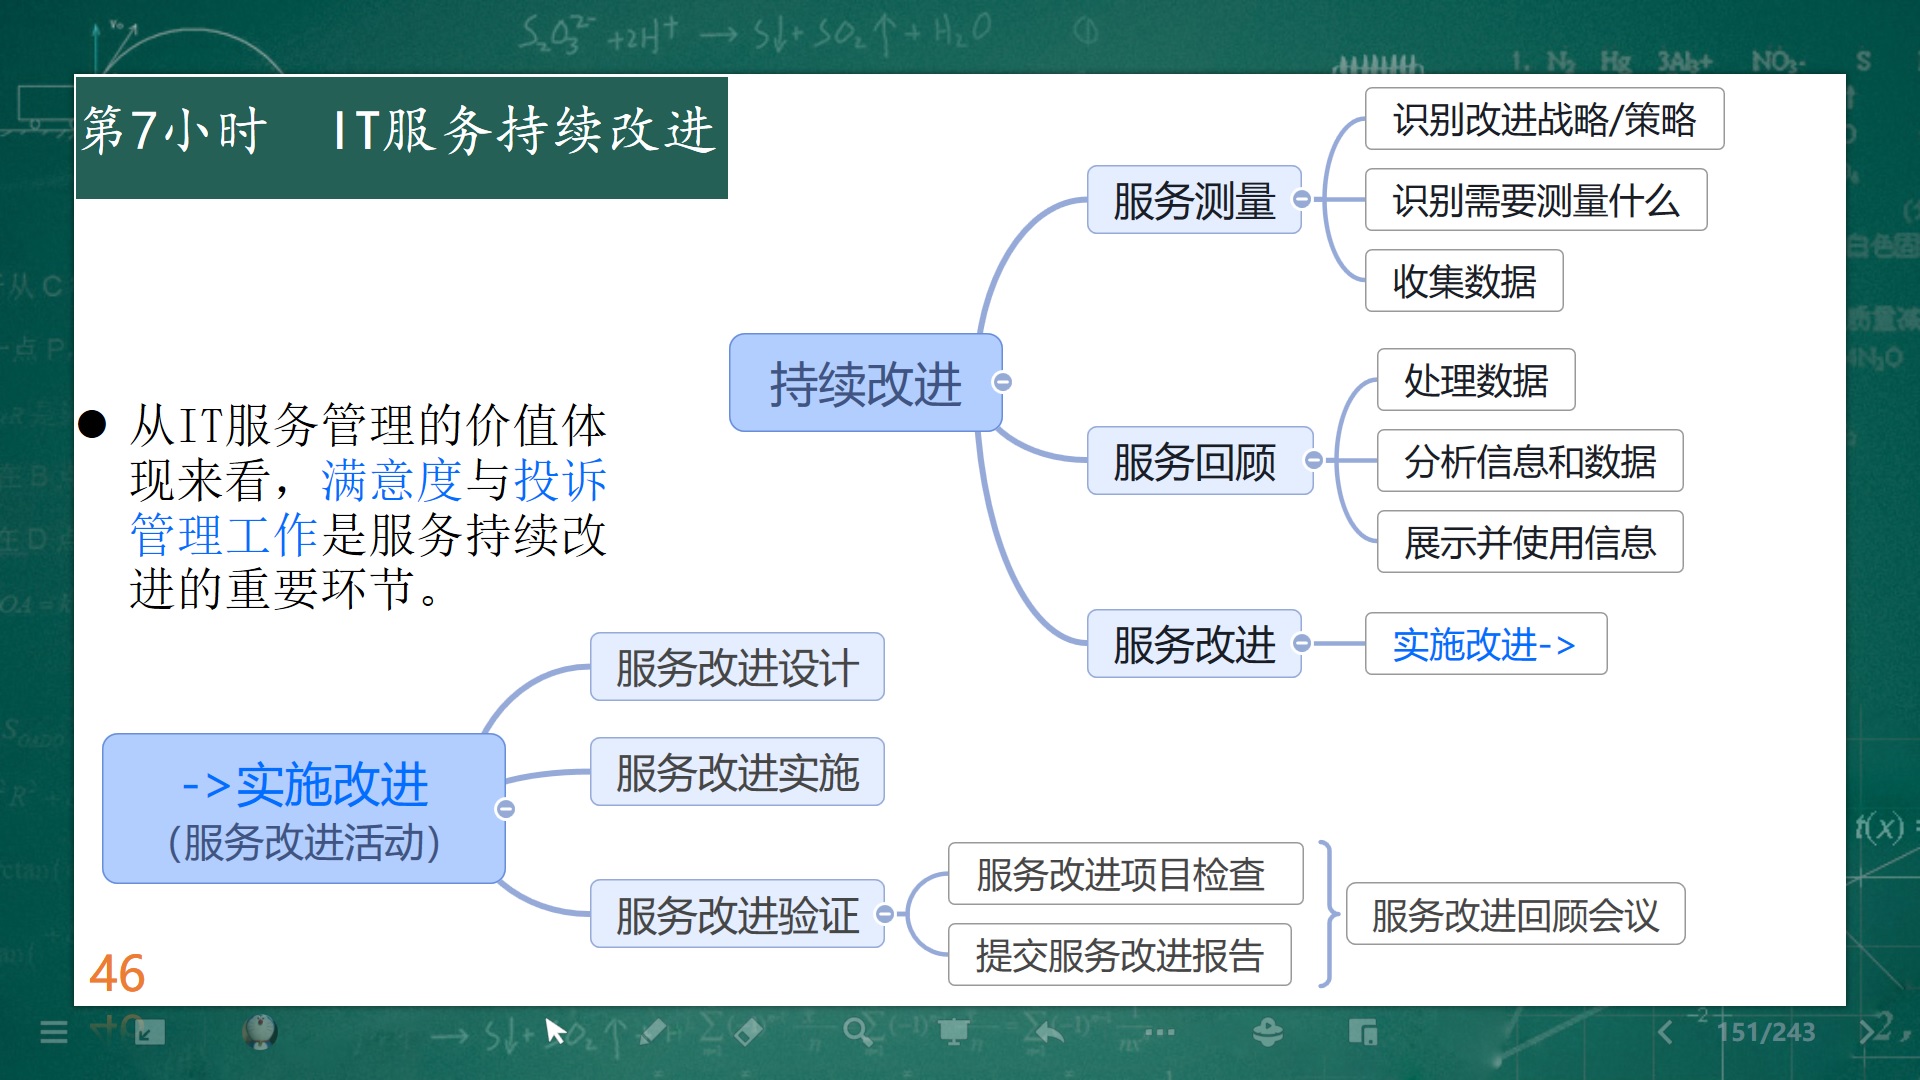 第7小时 IT服务持续改进
持续改进
服务测量
识别改进战略/策略
识别需要测量什么
收集数据
服务回顾
处理数据
分析信息和数据
展示并使用信息
服务改进
实施改进->
● 从IT服务管理的价值体
现来看，满意度与投诉
管理工作是服务持续改
进的重要环节。
->实施改进
（服务改进活动）
服务改进设计
服务改进实施
服务改进验证
服务改进项目检查
提交服务改进报告
服务改进回顾会议
46
151/243